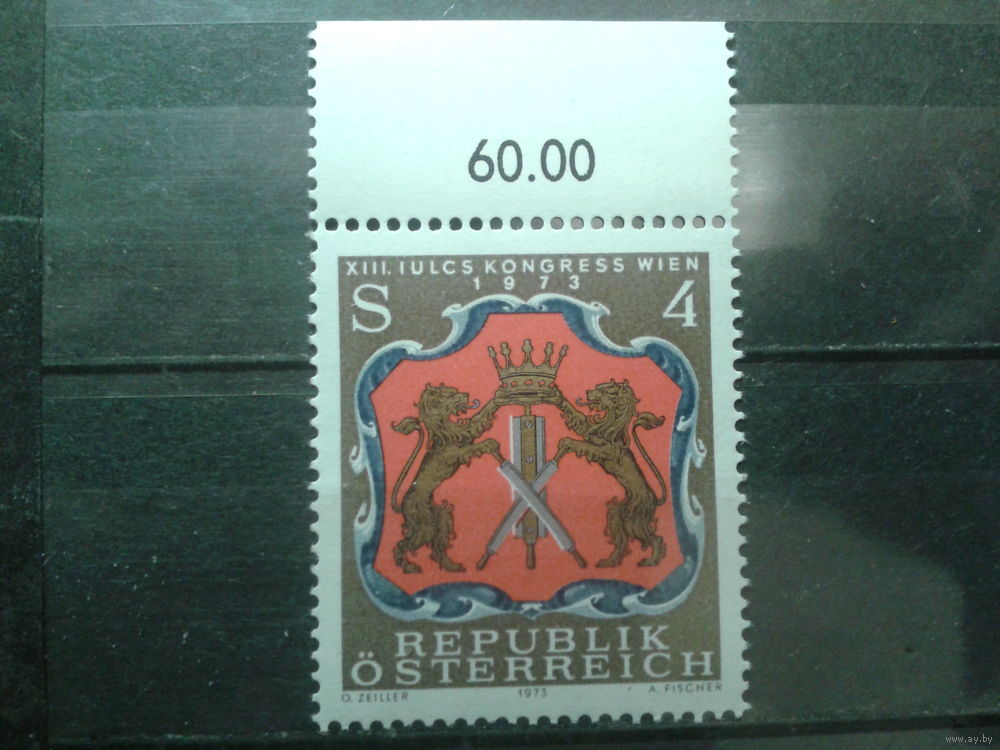 60.00
XIII. IULCS KONGRESS WIEN
1973
S 4
REPUBLIK
ÖSTERREICH
O. ZEILLER 1973 A. FISCHER
www.ay.by